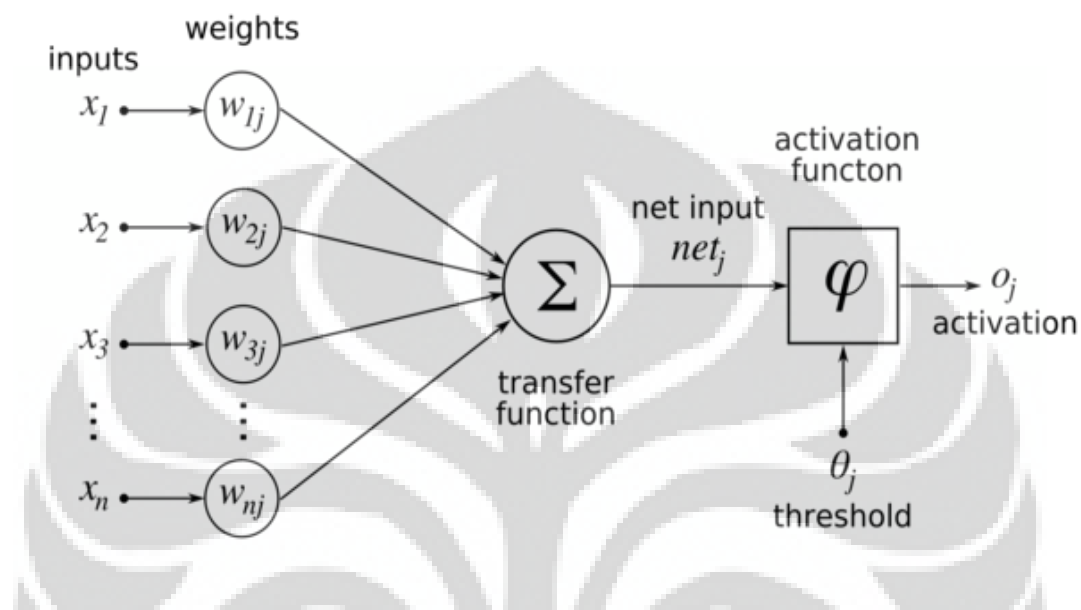 weights
inputs
x1
w1j
x2
w2j
x3
w3j
⋮ ⋮
xn
wnj
Σ
transfer
function
net input
netj
activation
functon
φ
oj
activation
θj
threshold